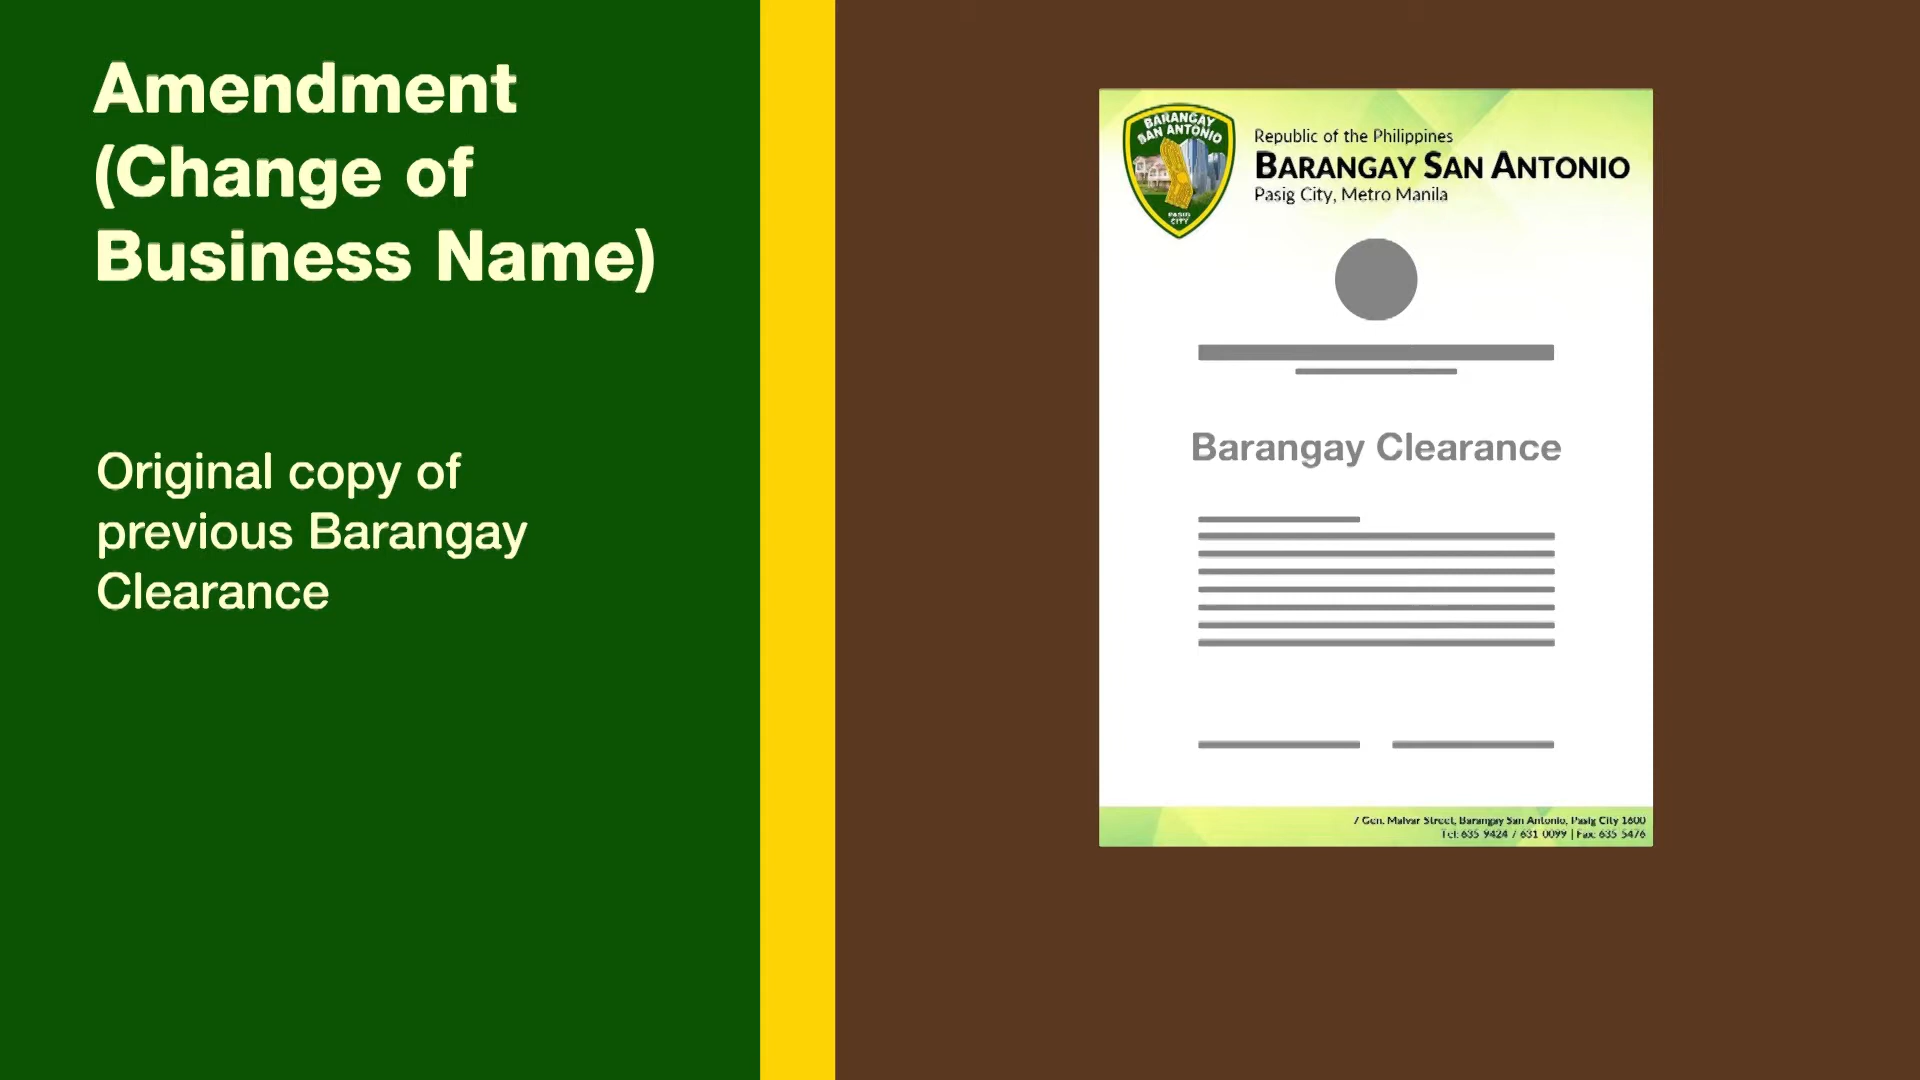 Amendment
(Change of
Business Name)
Original copy of
previous Barangay
Clearance
BARANGAY
SAN ANTONIO
PASIG
CITY
Republic of the Philippines
BARANGAY SAN ANTONIO
Pasig City, Metro Manila
Barangay Clearance
7 Gen. Malvar Street, Barangay San Antonio, Pasig City 1600
Tel: 635 9424 / 631 0099 | Fax: 635 5476